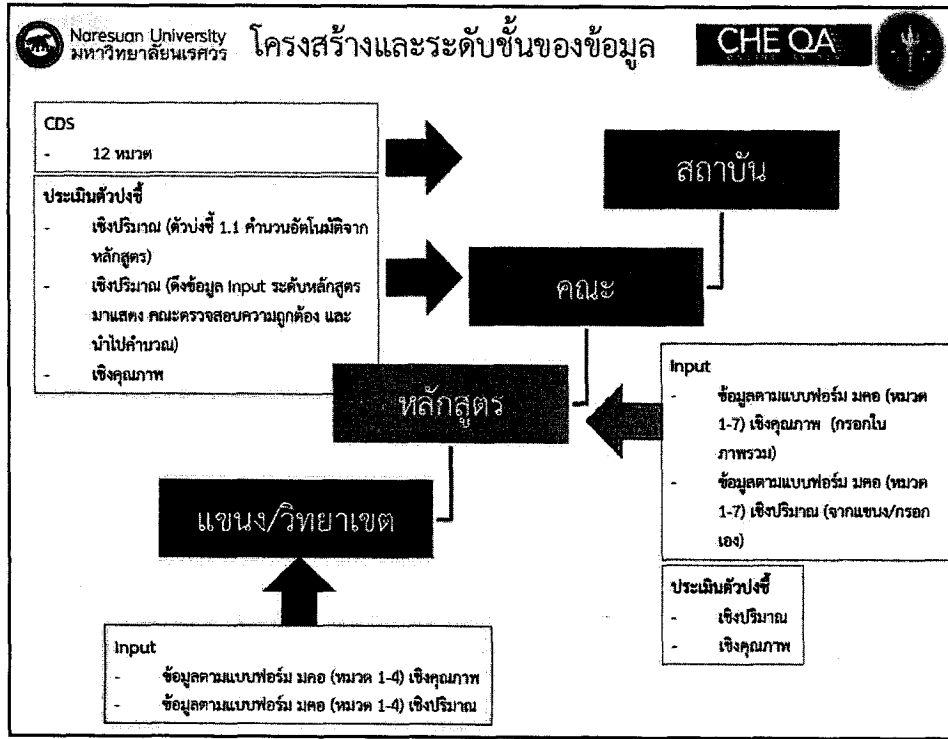 Naresuan University
มหาวิทยาลัยนเรศวร
โครงสร้างและระดับชั้นของข้อมูล
CHE QA
CDS
- 12 หมวด
ประเมินตัวบ่งชี้
- เชิงปริมาณ (ตัวบ่งชี้ 1.1 คำนวนอัตโนมัติจาก
หลักสูตร)
- เชิงปริมาณ (ดึงข้อมูล Input ระดับหลักสูตร
มาแสดง คณะตรวจสอบความถูกต้อง และ
นำไปคำนวณ)
- เชิงคุณภาพ
สถาบัน
คณะ
หลักสูตร
แขนง/วิทยาเขต
Input
- ข้อมูลตามแบบฟอร์ม มคอ (หมวด
1-7) เชิงคุณภาพ (กรอกใน
ภาพรวม)
- ข้อมูลตามแบบฟอร์ม มคอ (หมวด
1-7) เชิงปริมาณ (จากแขนง/กรอก
เอง)
ประเมินตัวบ่งชี้
- เชิงปริมาณ
- เชิงคุณภาพ
Input
- ข้อมูลตามแบบฟอร์ม มคอ (หมวด 1-4) เชิงคุณภาพ
- ข้อมูลตามแบบฟอร์ม มคอ (หมวด 1-4) เชิงปริมาณ